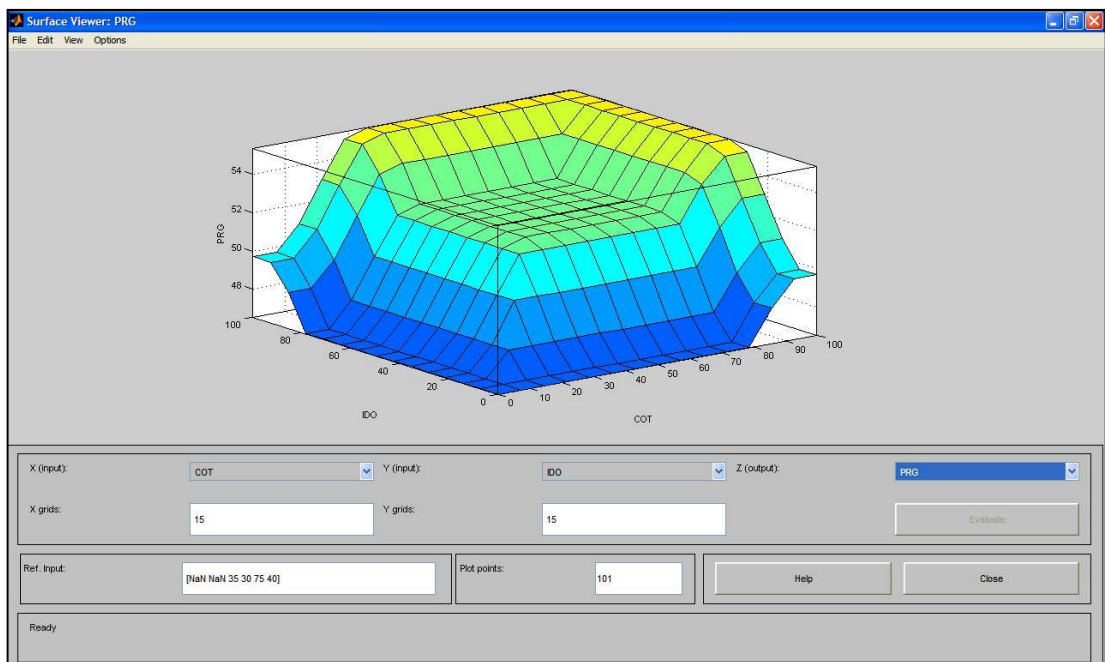 Surface Viewer: PRG
File Edit View Options
54
52
50
48
PRG
100
80
60
40
20
0
IDO
0
10
20
30
40
50
60
70
80
90
100
COT
X (input): COT Y (input): IDO Z (output): PRG
X grids: 15 Y grids: 15 Evaluate
Ref. Input: [NaN NaN 35 30 75 40] Plot points: 101 Help Close
Ready